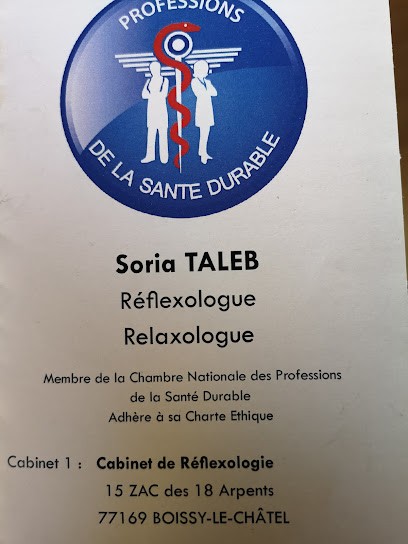 PROFESSIONS
DE LA SANTE DURABLE
Soria TALEB
Réflexologue
Relaxologue
Membre de la Chambre Nationale des Professions
de la Santé Durable
Adhère à sa Charte Ethique
Cabinet 1 : Cabinet de Réflexologie
15 ZAC des 18 Arpents
77169 BOISSY-LE-CHÂTEL